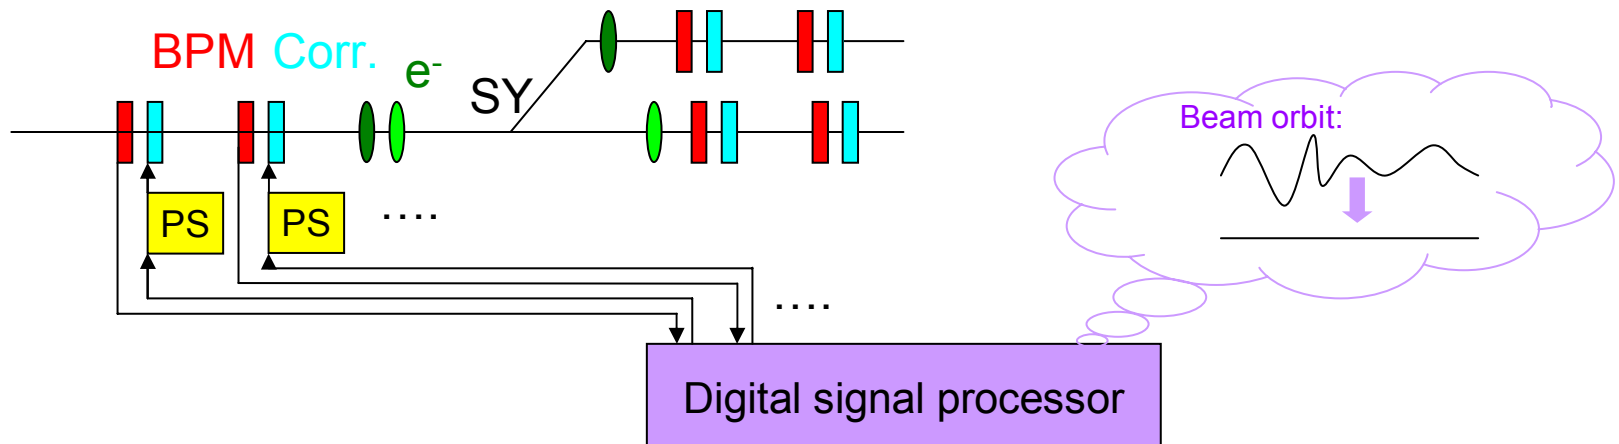 BPM Corr.
e-
SY
Beam orbit:
PS
PS
....
....
Digital signal processor